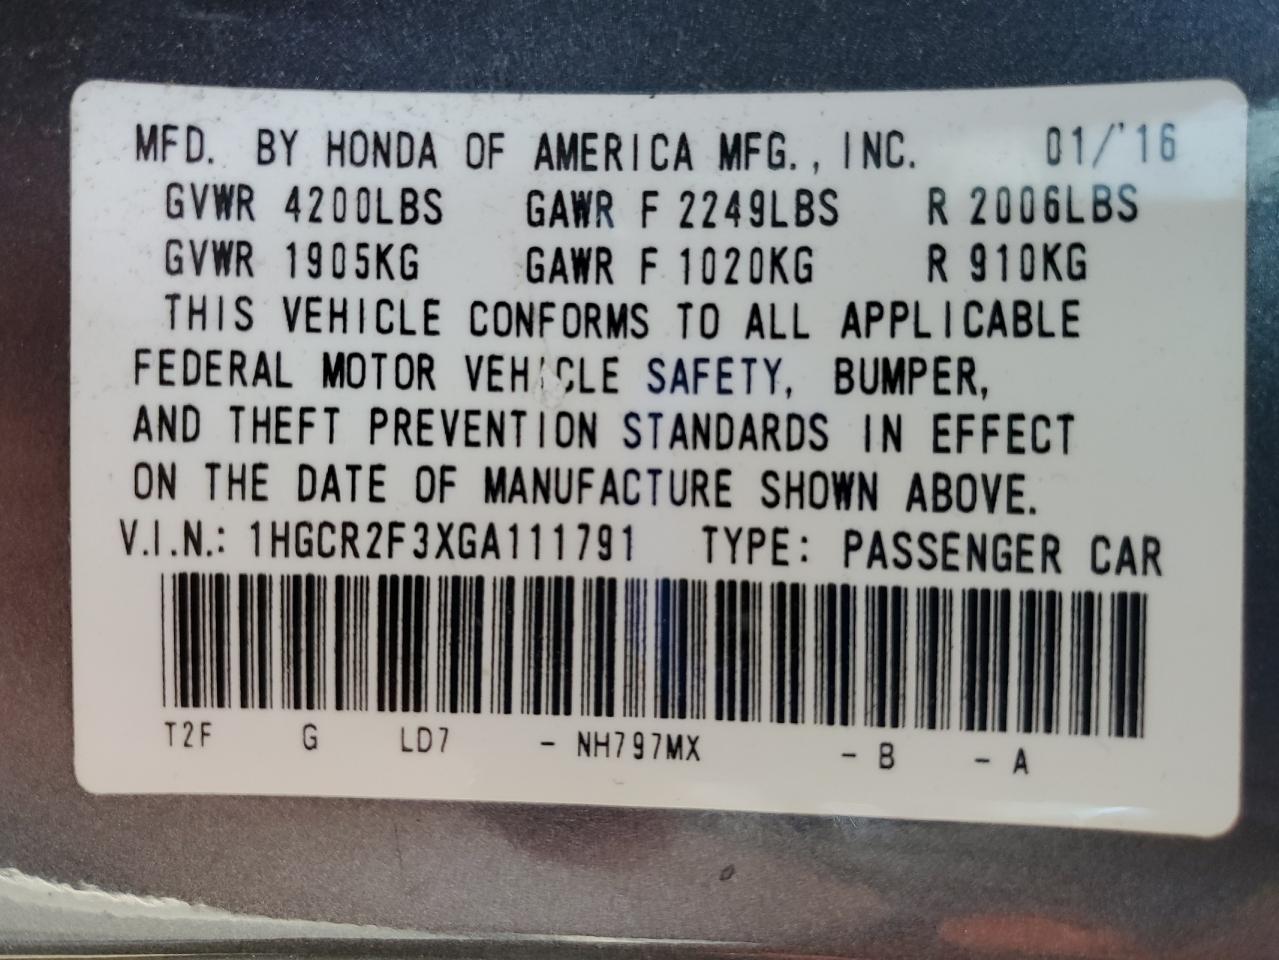 MFD. BY HONDA OF AMERICA MFG., INC. 01/'16
GVWR 4200LBS GAWR F 2249LBS R 2006LBS
GVWR 1905KG GAWR F 1020KG R 910KG
THIS VEHICLE CONFORMS TO ALL APPLICABLE
FEDERAL MOTOR VEHICLE SAFETY, BUMPER,
AND THEFT PREVENTION STANDARDS IN EFFECT
ON THE DATE OF MANUFACTURE SHOWN ABOVE.
V.I.N.: 1HGCR2F3XGA111791 TYPE: PASSENGER CAR
T2F G LD7 - NH797MX - B - A